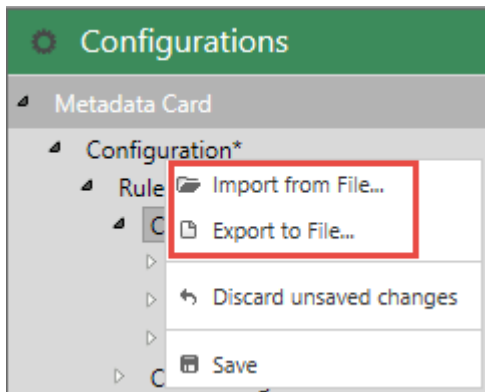 Configurations
Metadata Card
Configuration*
Rule
Import from File...
C
Export to File...
Discard unsaved changes
Save
C